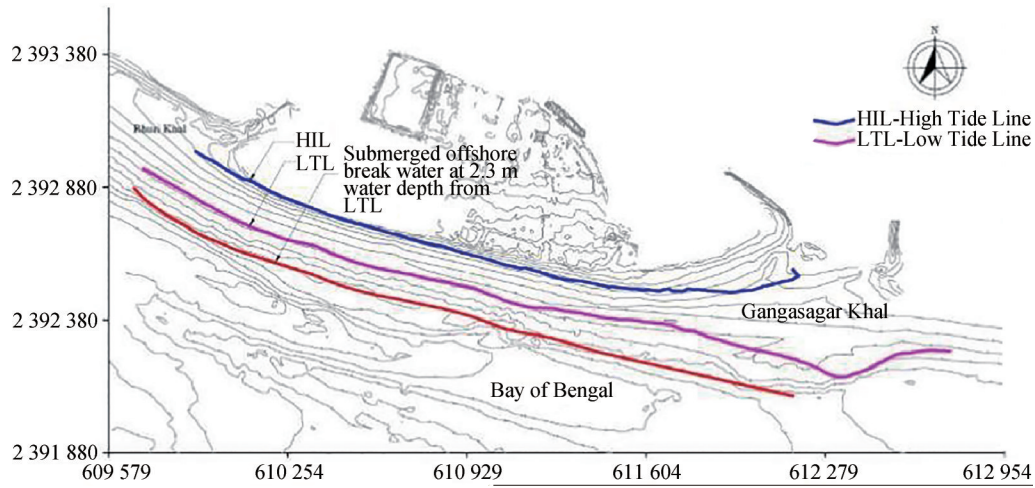 N
2 393 380
HIL-High Tide Line
LTL-Low Tide Line
HIL
LTL
Submerged offshore
break water at 2.3 m
water depth from
LTL
2 392 880
2 392 380
Gangasagar Khal
Bay of Bengal
2 391 880
609 579
610 254
610 929
611 604
612 279
612 954